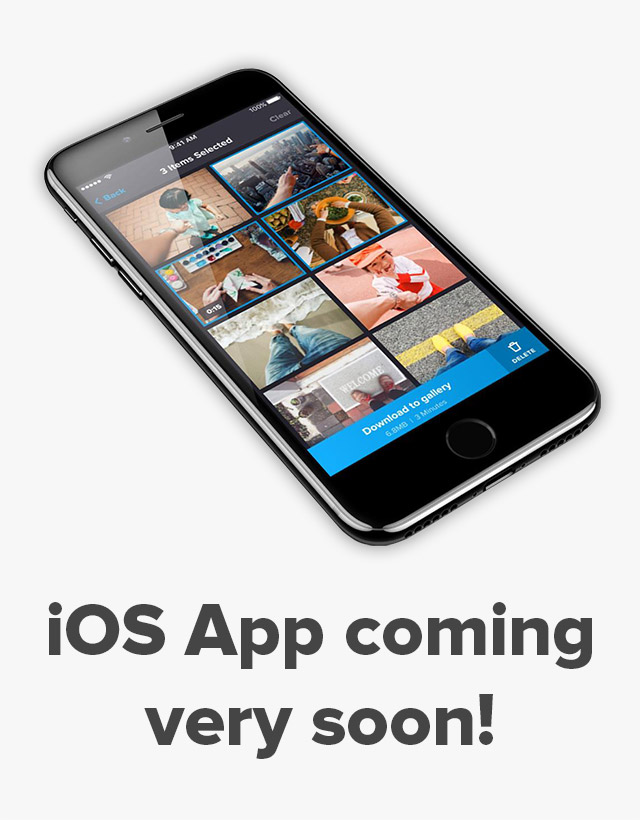 100%
9:41 AM
Clear
3 Items Selected
Back
0:15
WELCOME
Download to gallery
6.8MB | 3 Minutes
DELETE
iOS App coming
very soon!